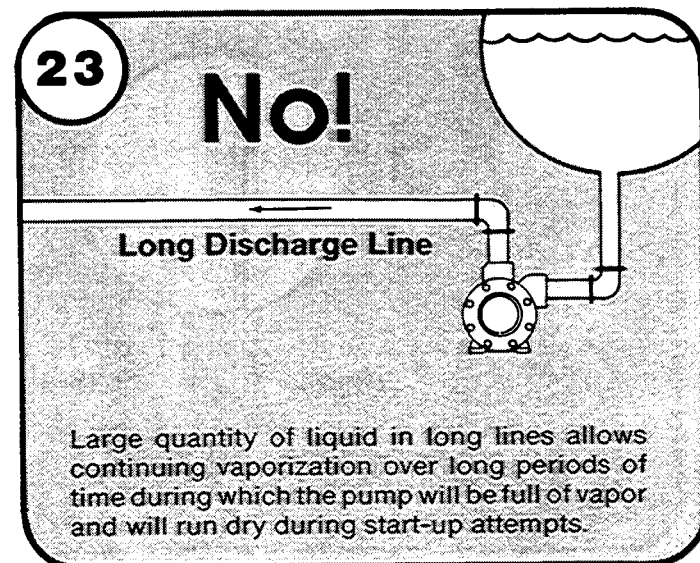 23
No!
Long Discharge Line
Large quantity of liquid in long lines allows
continuing vaporization over long periods of
time during which the pump will be full of vapor
and will run dry during start-up attempts.